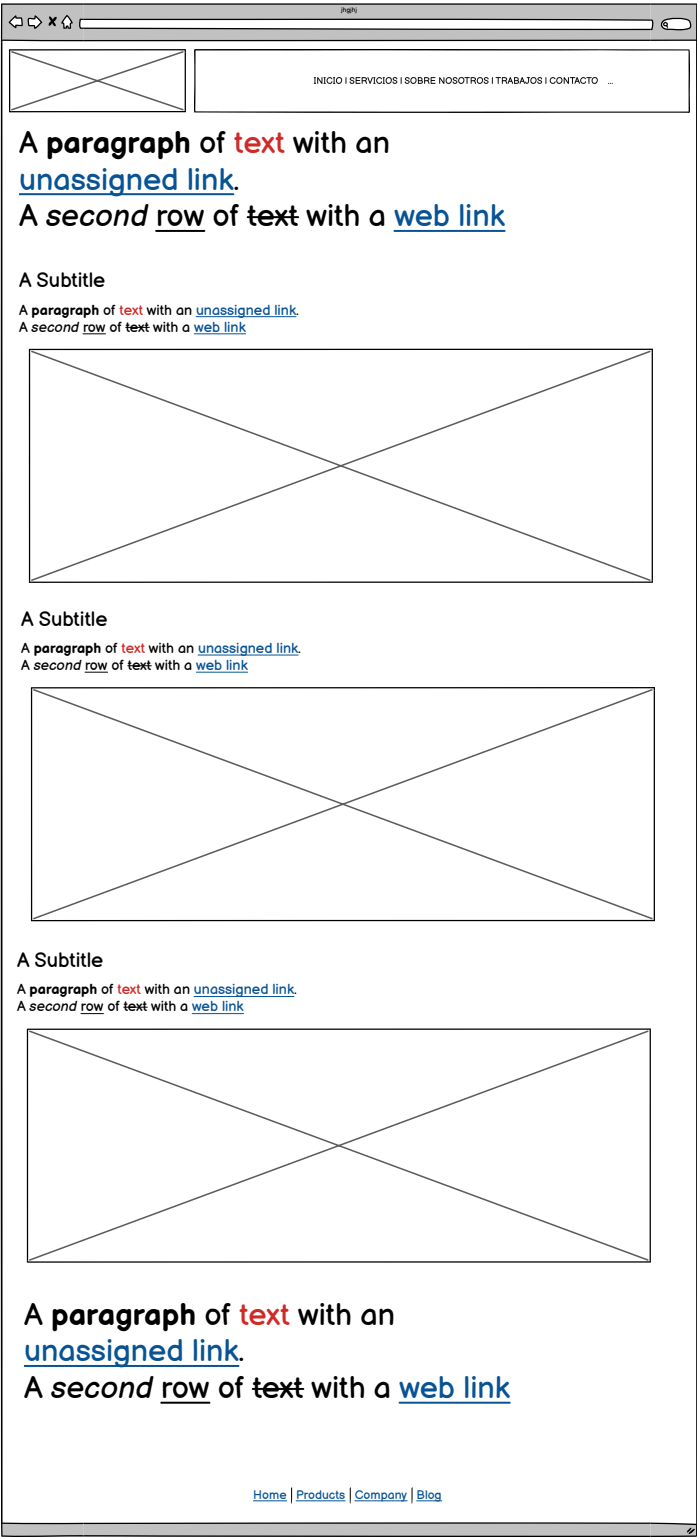 jhgjhj
INICIO | SERVICIOS | SOBRE NOSOTROS | TRABAJOS | CONTACTO ...
A paragraph of text with an
unassigned link.
A second row of text with a web link
A Subtitle
A paragraph of text with an unassigned link.
A second row of text with a web link
A Subtitle
A paragraph of text with an unassigned link.
A second row of text with a web link
A Subtitle
A paragraph of text with an unassigned link.
A second row of text with a web link
A paragraph of text with an
unassigned link.
A second row of text with a web link
Home | Products | Company | Blog